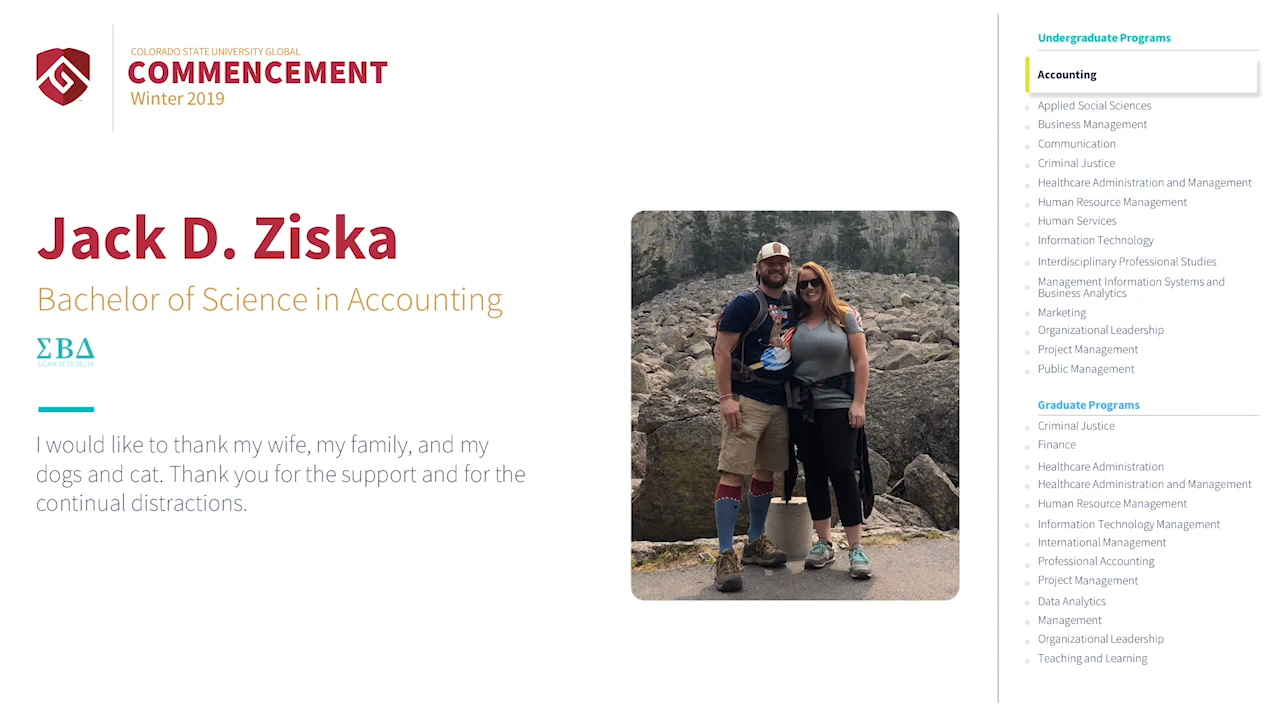 COLORADO STATE UNIVERSITY GLOBAL
COMMENCEMENT
Winter 2019
Jack D. Ziska
Bachelor of Science in Accounting
ΣΒΔ
SIGMA BETA DELTA
I would like to thank my wife, my family, and my
dogs and cat. Thank you for the support and for the
continual distractions.
Undergraduate Programs
Accounting
Applied Social Sciences
Business Management
Communication
Criminal Justice
Healthcare Administration and Management
Human Resource Management
Human Services
Information Technology
Interdisciplinary Professional Studies
Management Information Systems and
Business Analytics
Marketing
Organizational Leadership
Project Management
Public Management
Graduate Programs
Criminal Justice
Finance
Healthcare Administration
Healthcare Administration and Management
Human Resource Management
Information Technology Management
International Management
Professional Accounting
Project Management
Data Analytics
Management
Organizational Leadership
Teaching and Learning